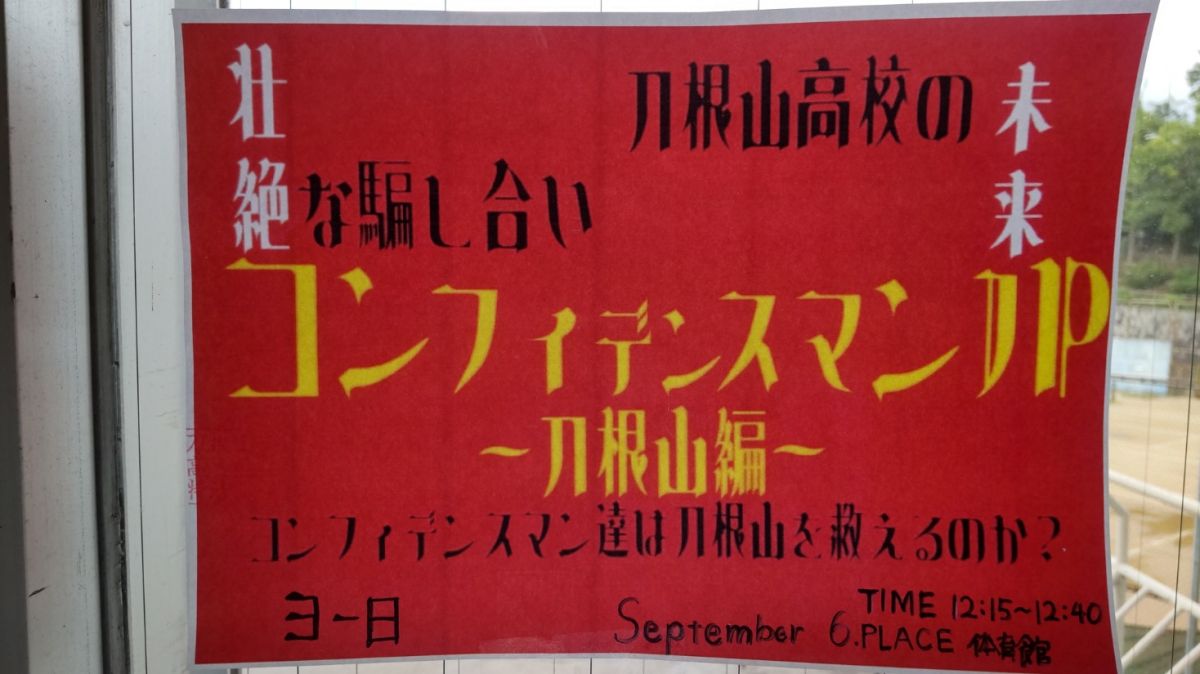 刀根山高校の未来
壮絶な騙し合い
コンフィデンスマンJP
～刀根山編～
コンフィデンスマン達は刀根山を救えるのか？
ヨー日
September 6.
TIME 12:15～12:40
PLACE 体育館